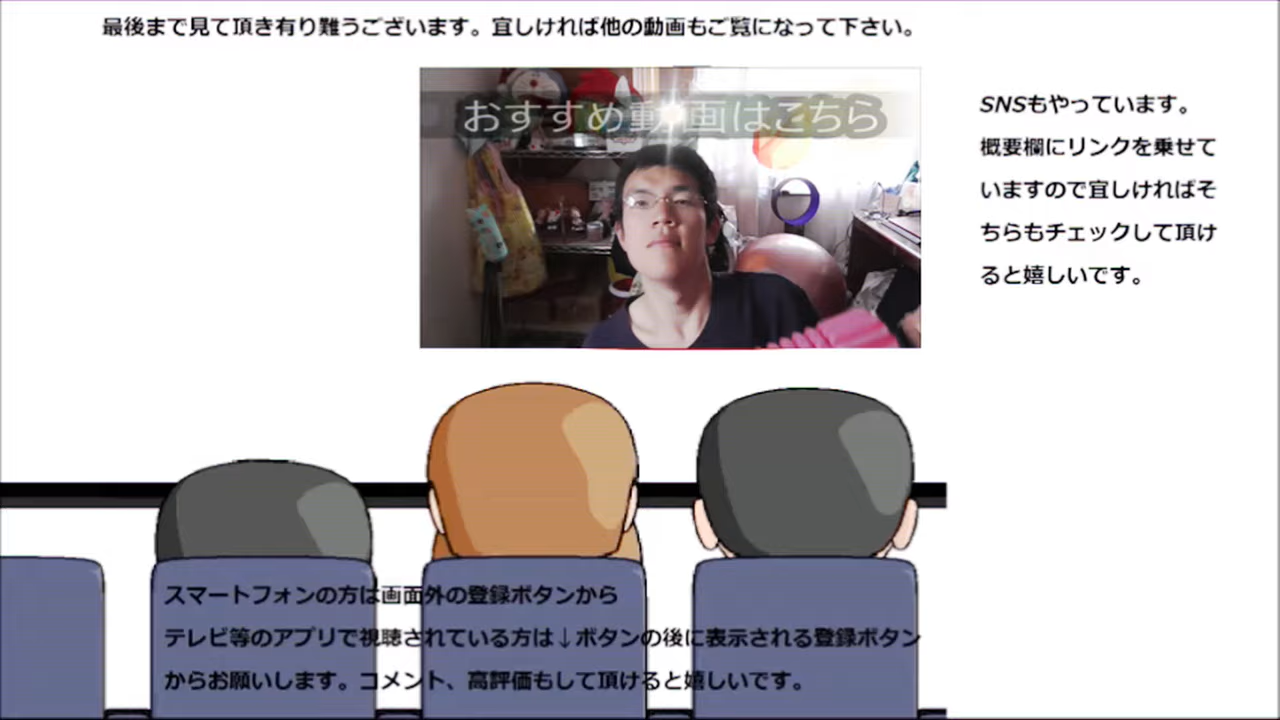 最後まで見て頂き有り難うございます。宜しければ他の動画もご覧になって下さい。
おすすめ動画はこちら
SNSもやっています。
概要欄にリンクを乗せて
いますので宜しければそ
ちらもチェックして頂け
ると嬉しいです。
スマートフォンの方は画面外の登録ボタンから
テレビ等のアプリで視聴されている方は↓ボタンの後に表示される登録ボタン
からお願いします。コメント、高評価もして頂けると嬉しいです。